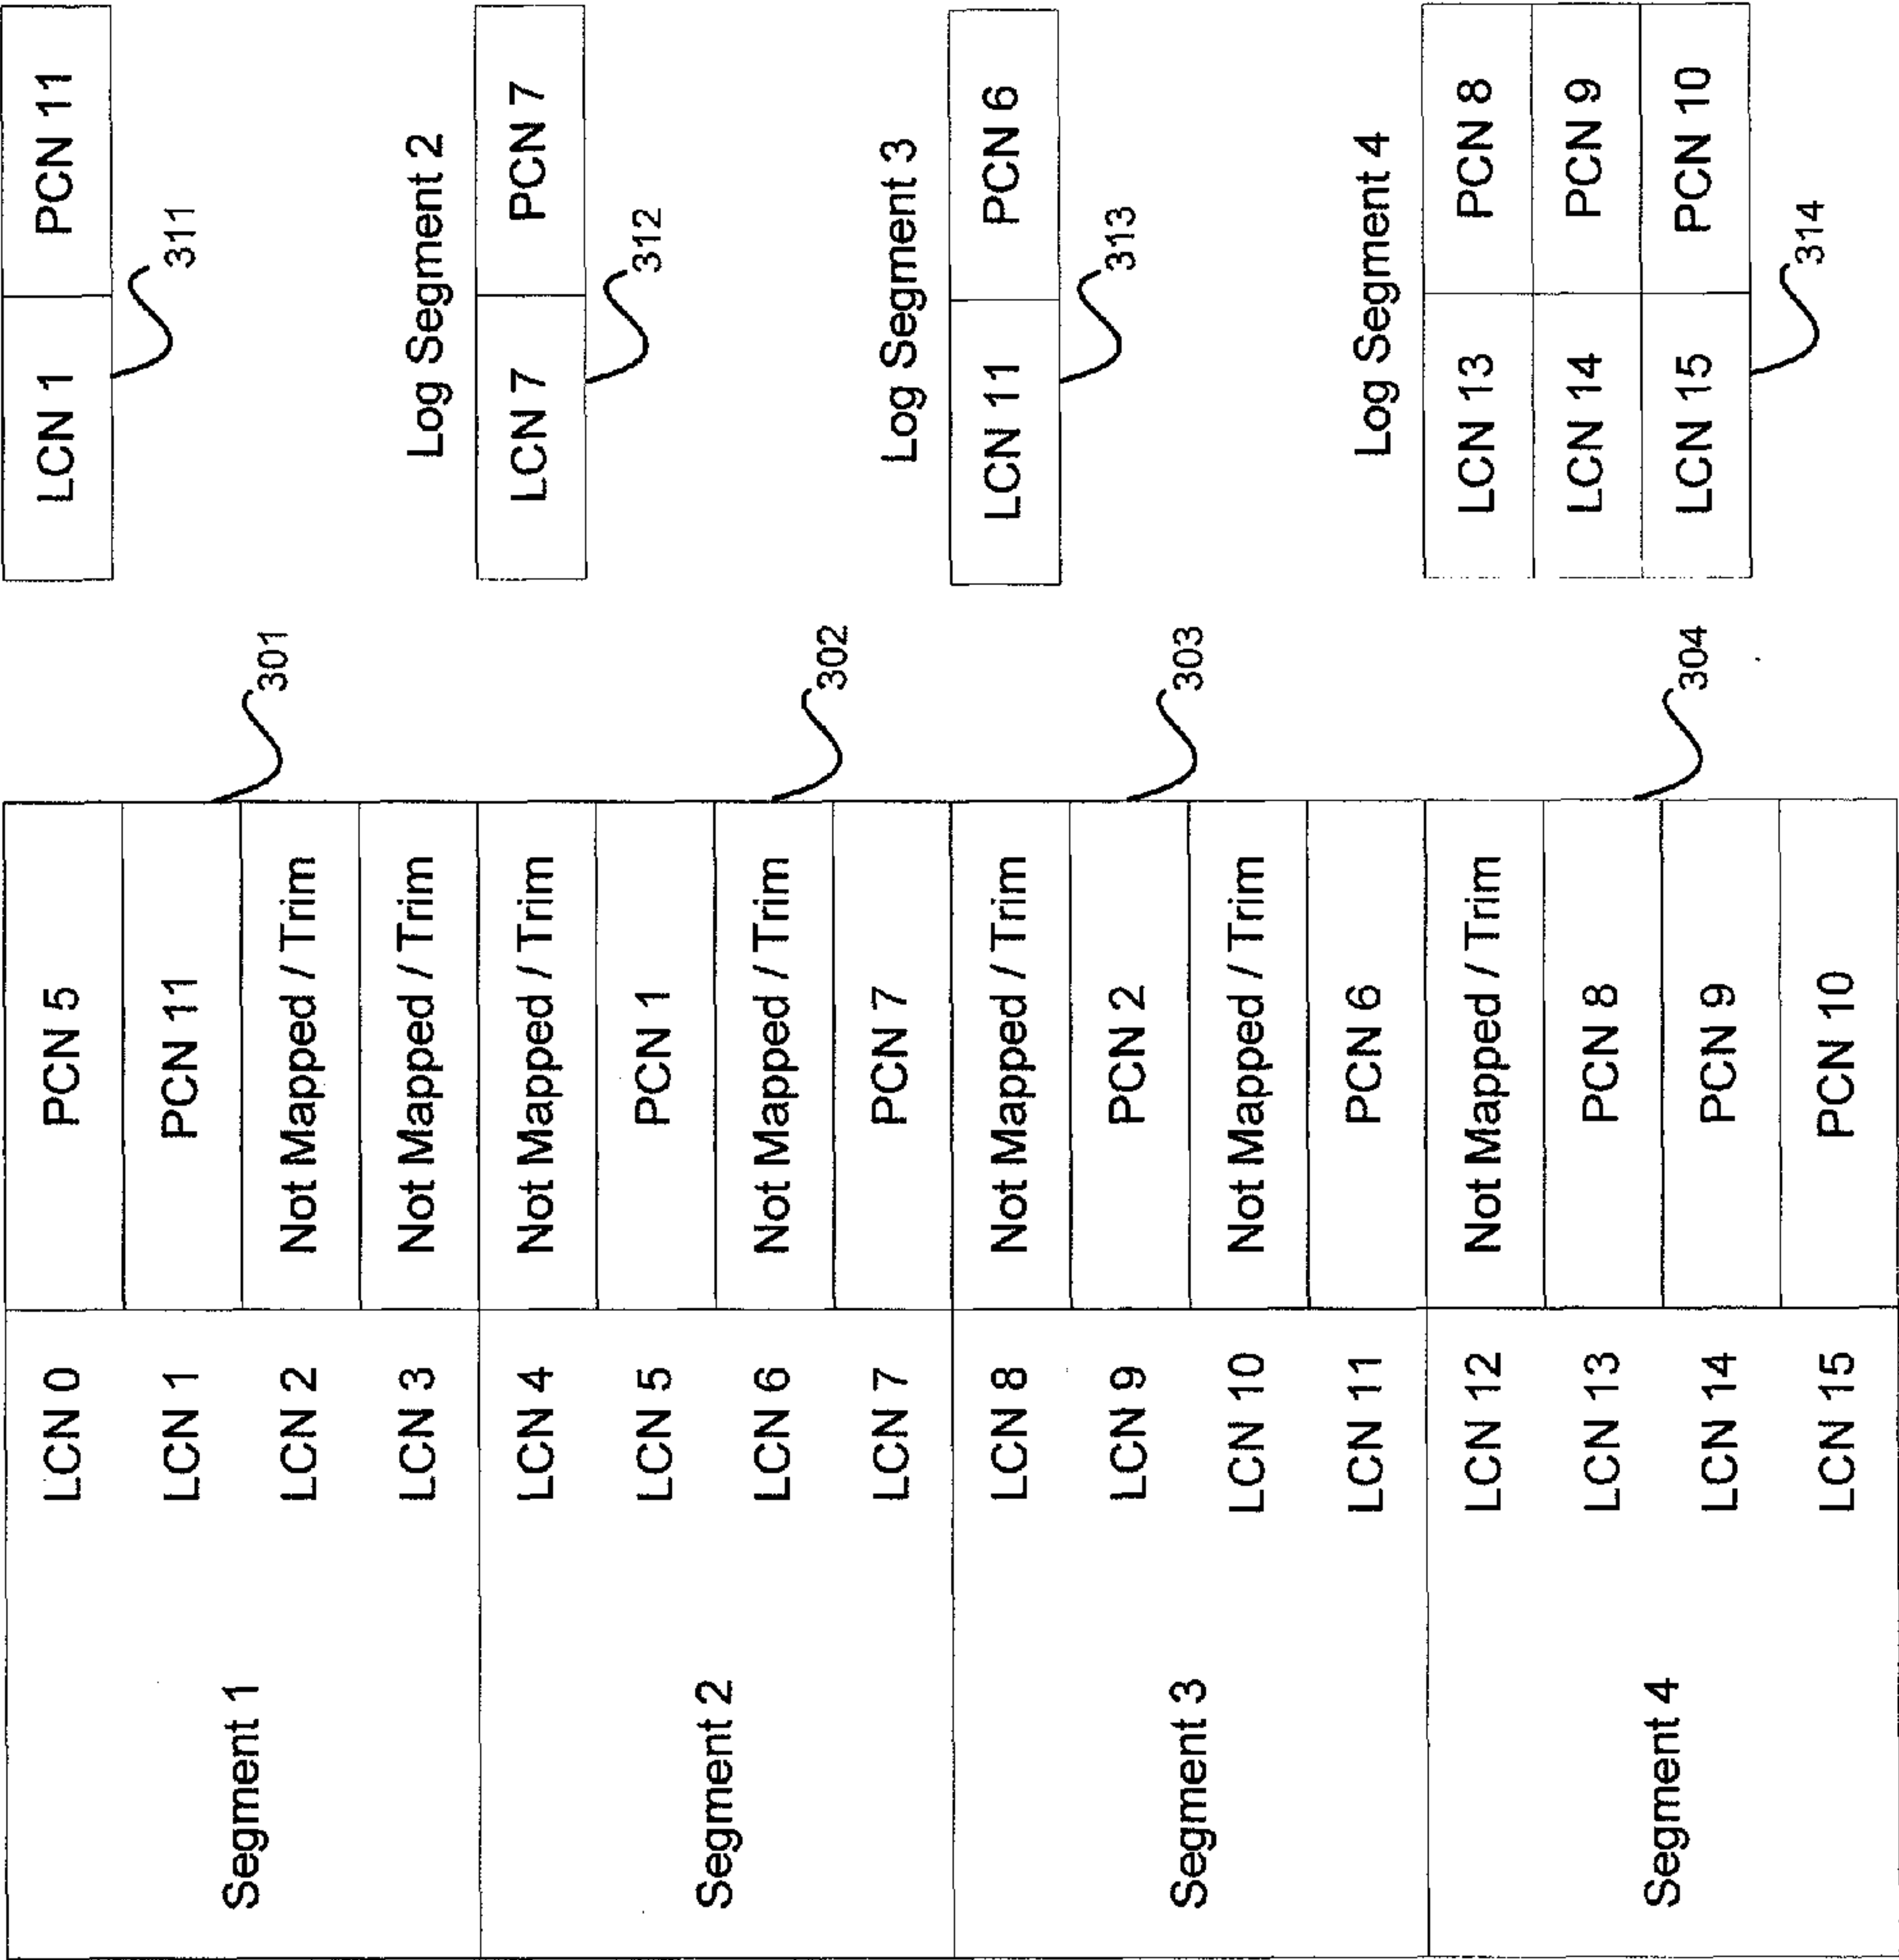 Segment 1
LCN 0 PCN 5
LCN 1 PCN 11
LCN 2 Not Mapped / Trim
LCN 3 Not Mapped / Trim
301
Segment 2
LCN 4 Not Mapped / Trim
LCN 5 PCN 1
LCN 6 Not Mapped / Trim
LCN 7 PCN 7
302
Segment 3
LCN 8 Not Mapped / Trim
LCN 9 PCN 2
LCN 10 Not Mapped / Trim
LCN 11 PCN 6
303
Segment 4
LCN 12 Not Mapped / Trim
LCN 13 PCN 8
LCN 14 PCN 9
LCN 15 PCN 10
304
LCN 1 PCN 11
311
Log Segment 2
LCN 7 PCN 7
312
Log Segment 3
LCN 11 PCN 6
313
Log Segment 4
LCN 13 PCN 8
LCN 14 PCN 9
LCN 15 PCN 10
314